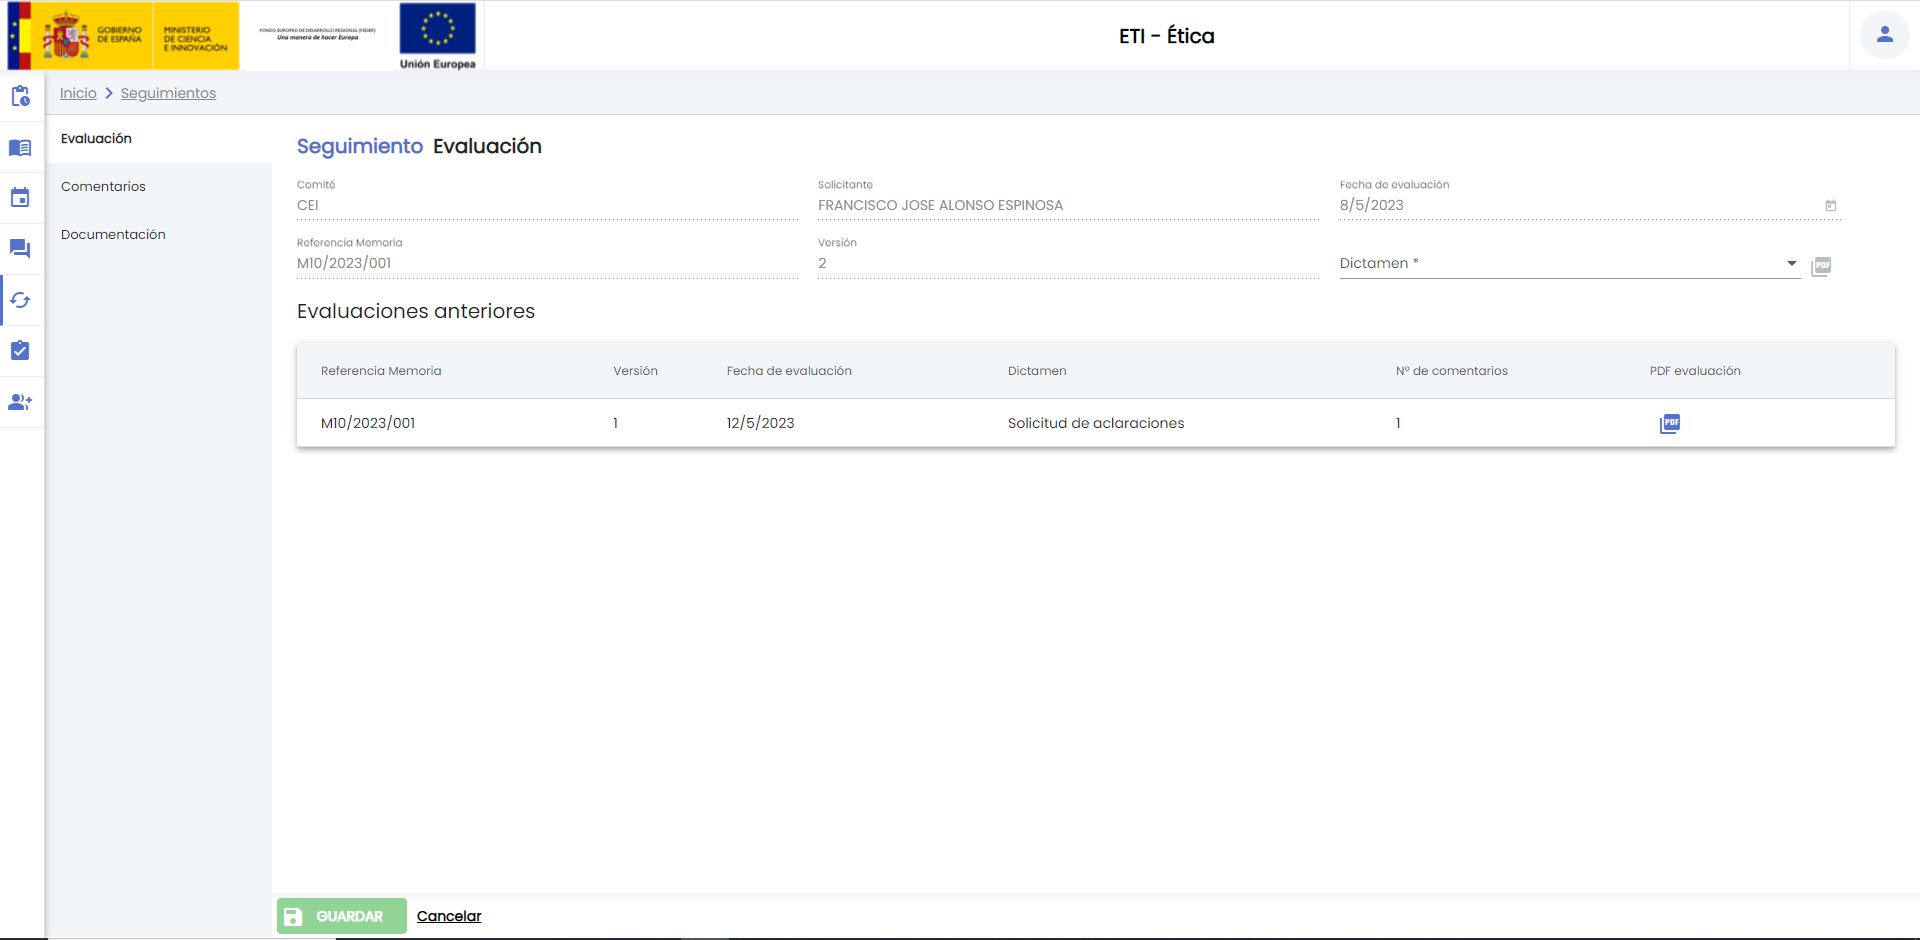 GOBIERNO
DE ESPAÑA
MINISTERIO
DE CIENCIA
E INNOVACIÓN
FONDO EUROPEO DE DESARROLLO REGIONAL (FEDER)
Una manera de hacer Europa
Unión Europea
ETI - Ética
Inicio Seguimientos
Evaluación
Comentarios
Documentación
Seguimiento Evaluación
Comité Solicitante Fecha de evaluación
CEI FRANCISCO JOSE ALONSO ESPINOSA 8/5/2023
Referencia Memoria Versión
M10/2023/001 2 Dictamen * PDF
Evaluaciones anteriores
Referencia Memoria Versión Fecha de evaluación Dictamen Nº de comentarios PDF evaluación
M10/2023/001 1 12/5/2023 Solicitud de aclaraciones 1 PDF
GUARDAR Cancelar